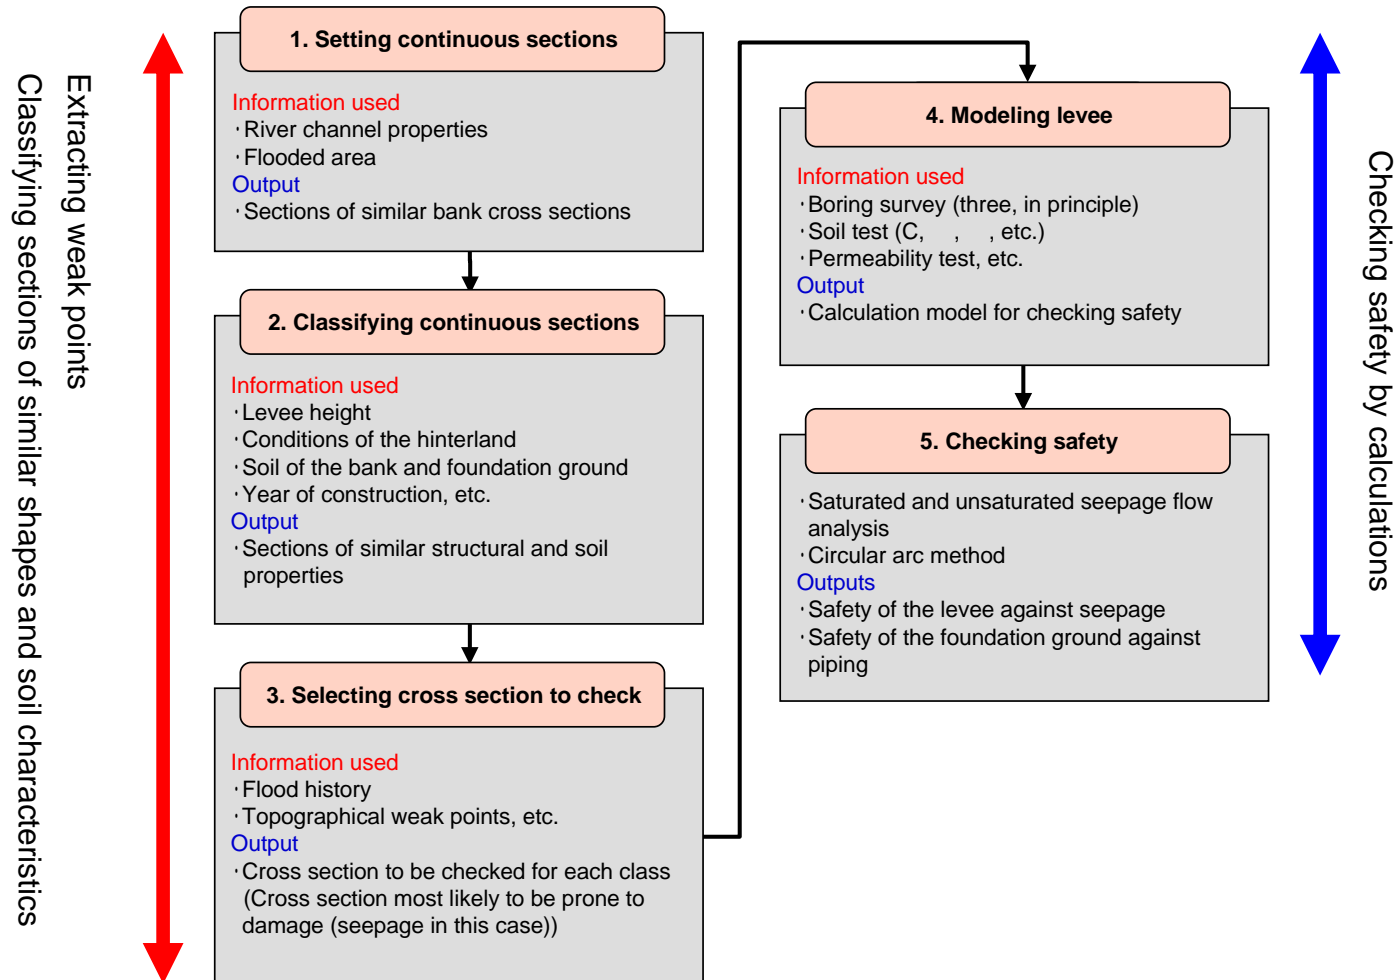 Extracting weak points
Classifying sections of similar shapes and soil characteristics
1. Setting continuous sections
Information used
·River channel properties
·Flooded area
Output
·Sections of similar bank cross sections
2. Classifying continuous sections
Information used
·Levee height
·Conditions of the hinterland
·Soil of the bank and foundation ground
·Year of construction, etc.
Output
·Sections of similar structural and soil
properties
3. Selecting cross section to check
Information used
·Flood history
·Topographical weak points, etc.
Output
·Cross section to be checked for each class
(Cross section most likely to be prone to
damage (seepage in this case))
4. Modeling levee
Information used
·Boring survey (three, in principle)
·Soil test (C,   ,   , etc.)
·Permeability test, etc.
Output
·Calculation model for checking safety
5. Checking safety
·Saturated and unsaturated seepage flow
analysis
·Circular arc method
Outputs
·Safety of the levee against seepage
·Safety of the foundation ground against
piping
Checking safety by calculations